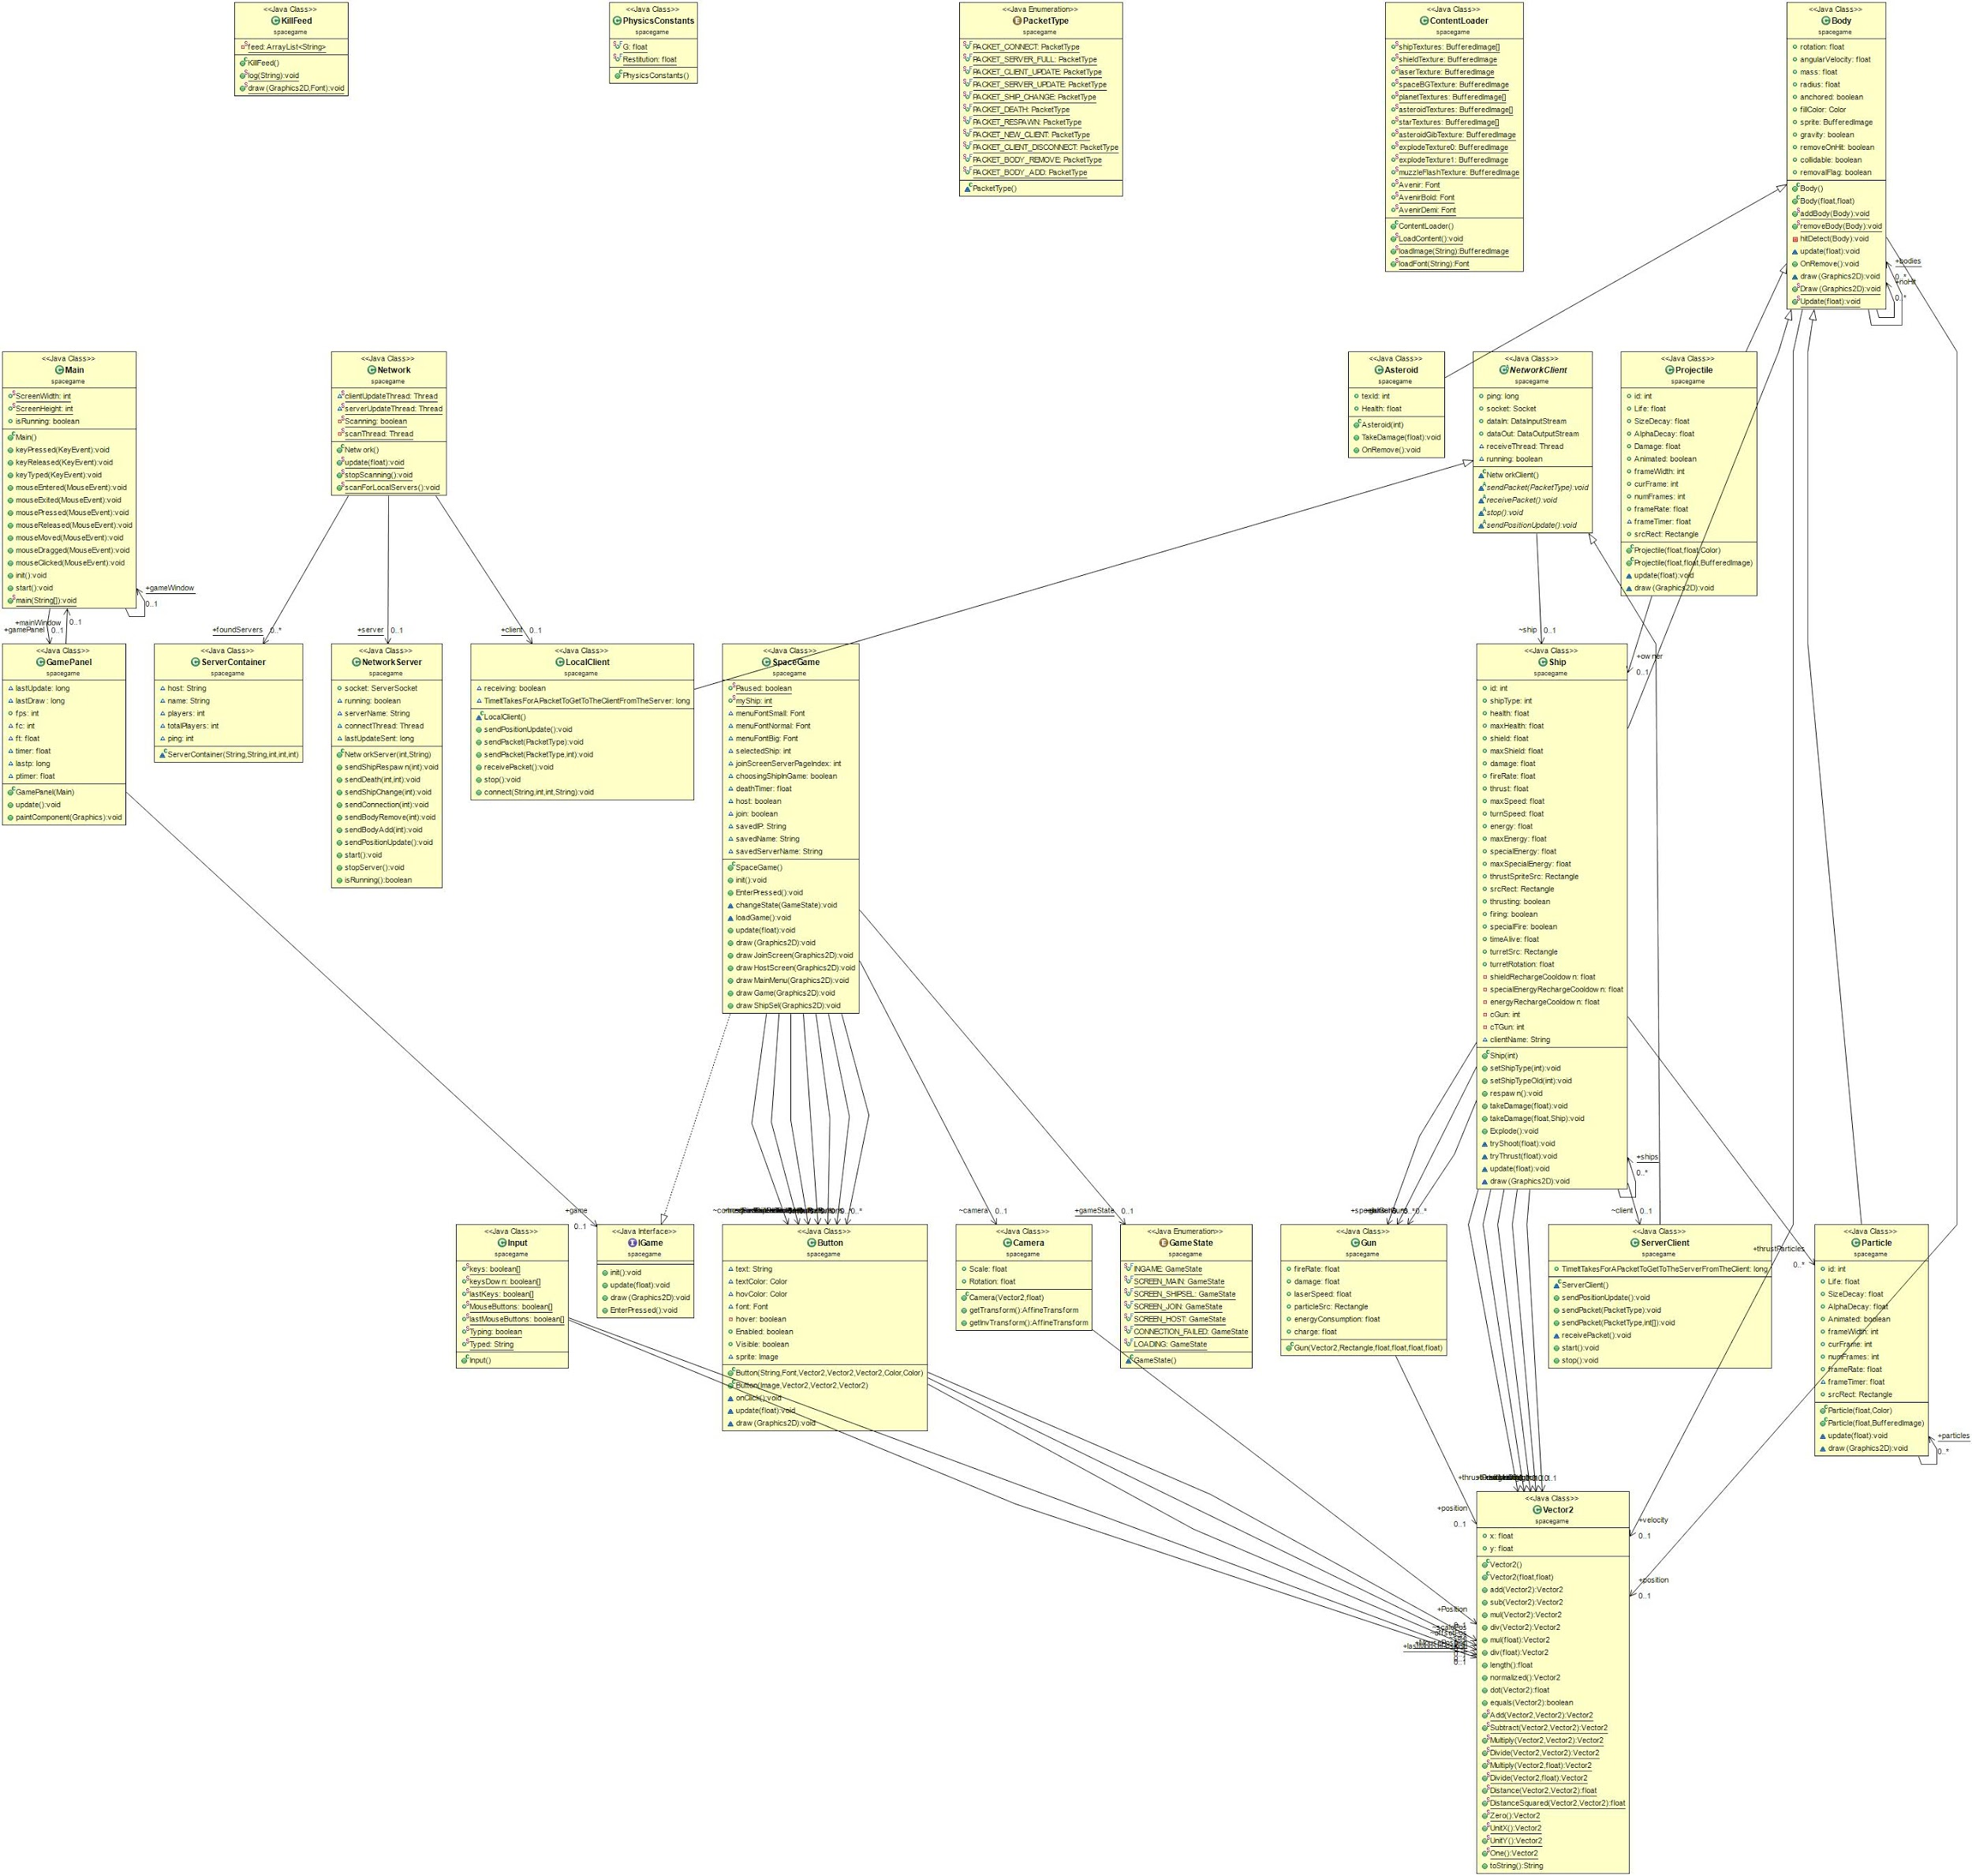 <<Java Class>>
KillFeed
spacegame
feed: ArrayList<String>
KillFeed()
log(String):void
draw(Graphics2D,Font):void
<<Java Class>>
PhysicsConstants
spacegame
G: float
Restitution: float
PhysicsConstants()
<<Java Enumeration>>
PacketType
spacegame
PACKET_CONNECT: PacketType
PACKET_SERVER_FULL: PacketType
PACKET_CLIENT_UPDATE: PacketType
PACKET_SERVER_UPDATE: PacketType
PACKET_SHIP_CHANGE: PacketType
PACKET_DEATH: PacketType
PACKET_RESPAWN: PacketType
PACKET_NEW_CLIENT: PacketType
PACKET_CLIENT_DISCONNECT: PacketType
PACKET_BODY_REMOVE: PacketType
PACKET_BODY_ADD: PacketType
PacketType()
<<Java Class>>
ContentLoader
spacegame
shipTextures: BufferedImage[]
shieldTexture: BufferedImage
laserTexture: BufferedImage
spaceBGTexture: BufferedImage
planetTextures: BufferedImage[]
asteroidTextures: BufferedImage[]
starTextures: BufferedImage[]
asteroidGibTexture: BufferedImage
explodeTexture0: BufferedImage
explodeTexture1: BufferedImage
muzzleFlashTexture: BufferedImage
Avenir: Font
AvenirBold: Font
AvenirDemi: Font
ContentLoader()
LoadContent():void
loadImage(String):BufferedImage
loadFont(String):Font
<<Java Class>>
Body
spacegame
rotation: float
angularVelocity: float
mass: float
radius: float
anchored: boolean
fillColor: Color
sprite: BufferedImage
gravity: boolean
removeOnHit: boolean
collidable: boolean
removalFlag: boolean
Body()
Body(float,float)
addBody(Body):void
removeBody(Body):void
hitDetect(Body):void
update(float):void
OnRemove():void
draw(Graphics2D):void
Draw(Graphics2D):void
Update(float):void
+bodies
0..*
+noHit
0..*
<<Java Class>>
Main
spacegame
ScreenWidth: int
ScreenHeight: int
isRunning: boolean
Main()
keyPressed(KeyEvent):void
keyReleased(KeyEvent):void
keyTyped(KeyEvent):void
mouseEntered(MouseEvent):void
mouseExited(MouseEvent):void
mousePressed(MouseEvent):void
mouseReleased(MouseEvent):void
mouseMoved(MouseEvent):void
mouseDragged(MouseEvent):void
mouseClicked(MouseEvent):void
init():void
start():void
main(String[]):void
+gameWindow
0..1
+mainWindow
0..1
+gamePanel
0..1
<<Java Class>>
Network
spacegame
clientUpdateThread: Thread
serverUpdateThread: Thread
Scanning: boolean
scanThread: Thread
Network()
update(float):void
stopScanning():void
scanForLocalServers():void
+foundServers
0..*
+server
0..1
+client
0..1
<<Java Class>>
Asteroid
spacegame
texId: int
Health: float
Asteroid(int)
TakeDamage(float):void
OnRemove():void
<<Java Class>>
NetworkClient
spacegame
ping: long
socket: Socket
dataIn: DataInputStream
dataOut: DataOutputStream
receiveThread: Thread
running: boolean
NetworkClient()
sendPacket(PacketType):void
receivePacket():void
stop():void
sendPositionUpdate():void
~ship
0..1
<<Java Class>>
Projectile
spacegame
id: int
Life: float
SizeDecay: float
AlphaDecay: float
Damage: float
Animated: boolean
frameWidth: int
curFrame: int
numFrames: int
frameRate: float
frameTimer: float
srcRect: Rectangle
Projectile(float,float,Color)
Projectile(float,float,BufferedImage)
update(float):void
draw(Graphics2D):void
+owner
0..1
<<Java Class>>
GamePanel
spacegame
lastUpdate: long
lastDraw: long
fps: int
fc: int
ft: float
timer: float
lastp: long
ptimer: float
GamePanel(Main)
update():void
paintComponent(Graphics):void
<<Java Class>>
ServerContainer
spacegame
host: String
name: String
players: int
totalPlayers: int
ping: int
ServerContainer(String,String,int,int,int)
<<Java Class>>
NetworkServer
spacegame
socket: ServerSocket
running: boolean
serverName: String
connectThread: Thread
lastUpdateSent: long
NetworkServer(int,String)
sendShipRespawn(int):void
sendDeath(int,int):void
sendShipChange(int):void
sendConnection(int):void
sendBodyRemove(int):void
sendBodyAdd(int):void
sendPositionUpdate():void
start():void
stopServer():void
isRunning():boolean
<<Java Class>>
LocalClient
spacegame
receiving: boolean
TimeItTakesForAPacketToGetToTheClientFromTheServer: long
LocalClient()
sendPositionUpdate():void
sendPacket(PacketType):void
sendPacket(PacketType,int):void
receivePacket():void
stop():void
connect(String,int,int,String):void
<<Java Class>>
SpaceGame
spacegame
Paused: boolean
myShip: int
menuFontSmall: Font
menuFontNormal: Font
menuFontBig: Font
selectedShip: int
joinScreenServerPageIndex: int
choosingShipInGame: boolean
deathTimer: float
host: boolean
join: boolean
savedIP: String
savedName: String
savedServerName: String
SpaceGame()
init():void
EnterPressed():void
changeState(GameState):void
loadGame():void
update(float):void
draw(Graphics2D):void
drawJoinScreen(Graphics2D):void
drawHostScreen(Graphics2D):void
drawMainMenu(Graphics2D):void
drawGame(Graphics2D):void
drawShipSel(Graphics2D):void
<<Java Class>>
Ship
spacegame
id: int
shipType: int
health: float
maxHealth: float
shield: float
maxShield: float
damage: float
fireRate: float
thrust: float
maxSpeed: float
turnSpeed: float
energy: float
maxEnergy: float
specialEnergy: float
maxSpecialEnergy: float
thrustSpriteSrc: Rectangle
srcRect: Rectangle
thrusting: boolean
firing: boolean
specialFire: boolean
timeAlive: float
turretSrc: Rectangle
turretRotation: float
shieldRechargeCooldown: float
specialEnergyRechargeCooldown: float
energyRechargeCooldown: float
cGun: int
cTGun: int
clientName: String
Ship(int)
setShipType(int):void
setShipTypeOld(int):void
respawn():void
takeDamage(float):void
takeDamage(float,Ship):void
Explode():void
tryShoot(float):void
tryThrust(float):void
update(float):void
draw(Graphics2D):void
+ships
0..*
~client
0..1
+thrustParticles
0..*
+game
0..1
~camera
0..1
+gameState
0..1
<<Java Class>>
Input
spacegame
keys: boolean[]
keysDown: boolean[]
lastKeys: boolean[]
MouseButtons: boolean[]
lastMouseButtons: boolean[]
Typing: boolean
Typed: String
Input()
<<Java Interface>>
IGame
spacegame
init():void
update(float):void
draw(Graphics2D):void
EnterPressed():void
<<Java Class>>
Button
spacegame
text: String
textColor: Color
hovColor: Color
font: Font
hover: boolean
Enabled: boolean
Visible: boolean
sprite: Image
Button(String,Font,Vector2,Vector2,Vector2,Color,Color)
Button(Image,Vector2,Vector2,Vector2)
onClick():void
update(float):void
draw(Graphics2D):void
<<Java Class>>
Camera
spacegame
Scale: float
Rotation: float
Camera(Vector2,float)
getTransform():AffineTransform
getInvTransform():AffineTransform
<<Java Enumeration>>
GameState
spacegame
INGAME: GameState
SCREEN_MAIN: GameState
SCREEN_SHIPSEL: GameState
SCREEN_JOIN: GameState
SCREEN_HOST: GameState
CONNECTION_FAILED: GameState
LOADING: GameState
GameState()
<<Java Class>>
Gun
spacegame
fireRate: float
damage: float
laserSpeed: float
particleSrc: Rectangle
energyConsumption: float
charge: float
Gun(Vector2,Rectangle,float,float,float,float)
<<Java Class>>
ServerClient
spacegame
TimeItTakesForAPacketToGetToTheServerFromTheClient: long
ServerClient()
sendPositionUpdate():void
sendPacket(PacketType):void
sendPacket(PacketType,int[]):void
receivePacket():void
start():void
stop():void
<<Java Class>>
Particle
spacegame
id: int
Life: float
SizeDecay: float
AlphaDecay: float
Animated: boolean
frameWidth: int
curFrame: int
numFrames: int
frameRate: float
frameTimer: float
srcRect: Rectangle
Particle(float,Color)
Particle(float,BufferedImage)
update(float):void
draw(Graphics2D):void
+particles
0..*
+position
0..1
+velocity
0..1
+position
0..1
+Position
~scalePos
<<Java Class>>
Vector2
spacegame
x: float
y: float
Vector2()
Vector2(float,float)
add(Vector2):Vector2
sub(Vector2):Vector2
mul(Vector2):Vector2
div(Vector2):Vector2
mul(float):Vector2
div(float):Vector2
length():float
normalized():Vector2
dot(Vector2):float
equals(Vector2):boolean
Add(Vector2,Vector2):Vector2
Subtract(Vector2,Vector2):Vector2
Multiply(Vector2,Vector2):Vector2
Divide(Vector2,Vector2):Vector2
Multiply(Vector2,float):Vector2
Divide(Vector2,float):Vector2
Distance(Vector2,Vector2):float
DistanceSquared(Vector2,Vector2):float
Zero():Vector2
UnitX():Vector2
UnitY():Vector2
One():Vector2
toString():String